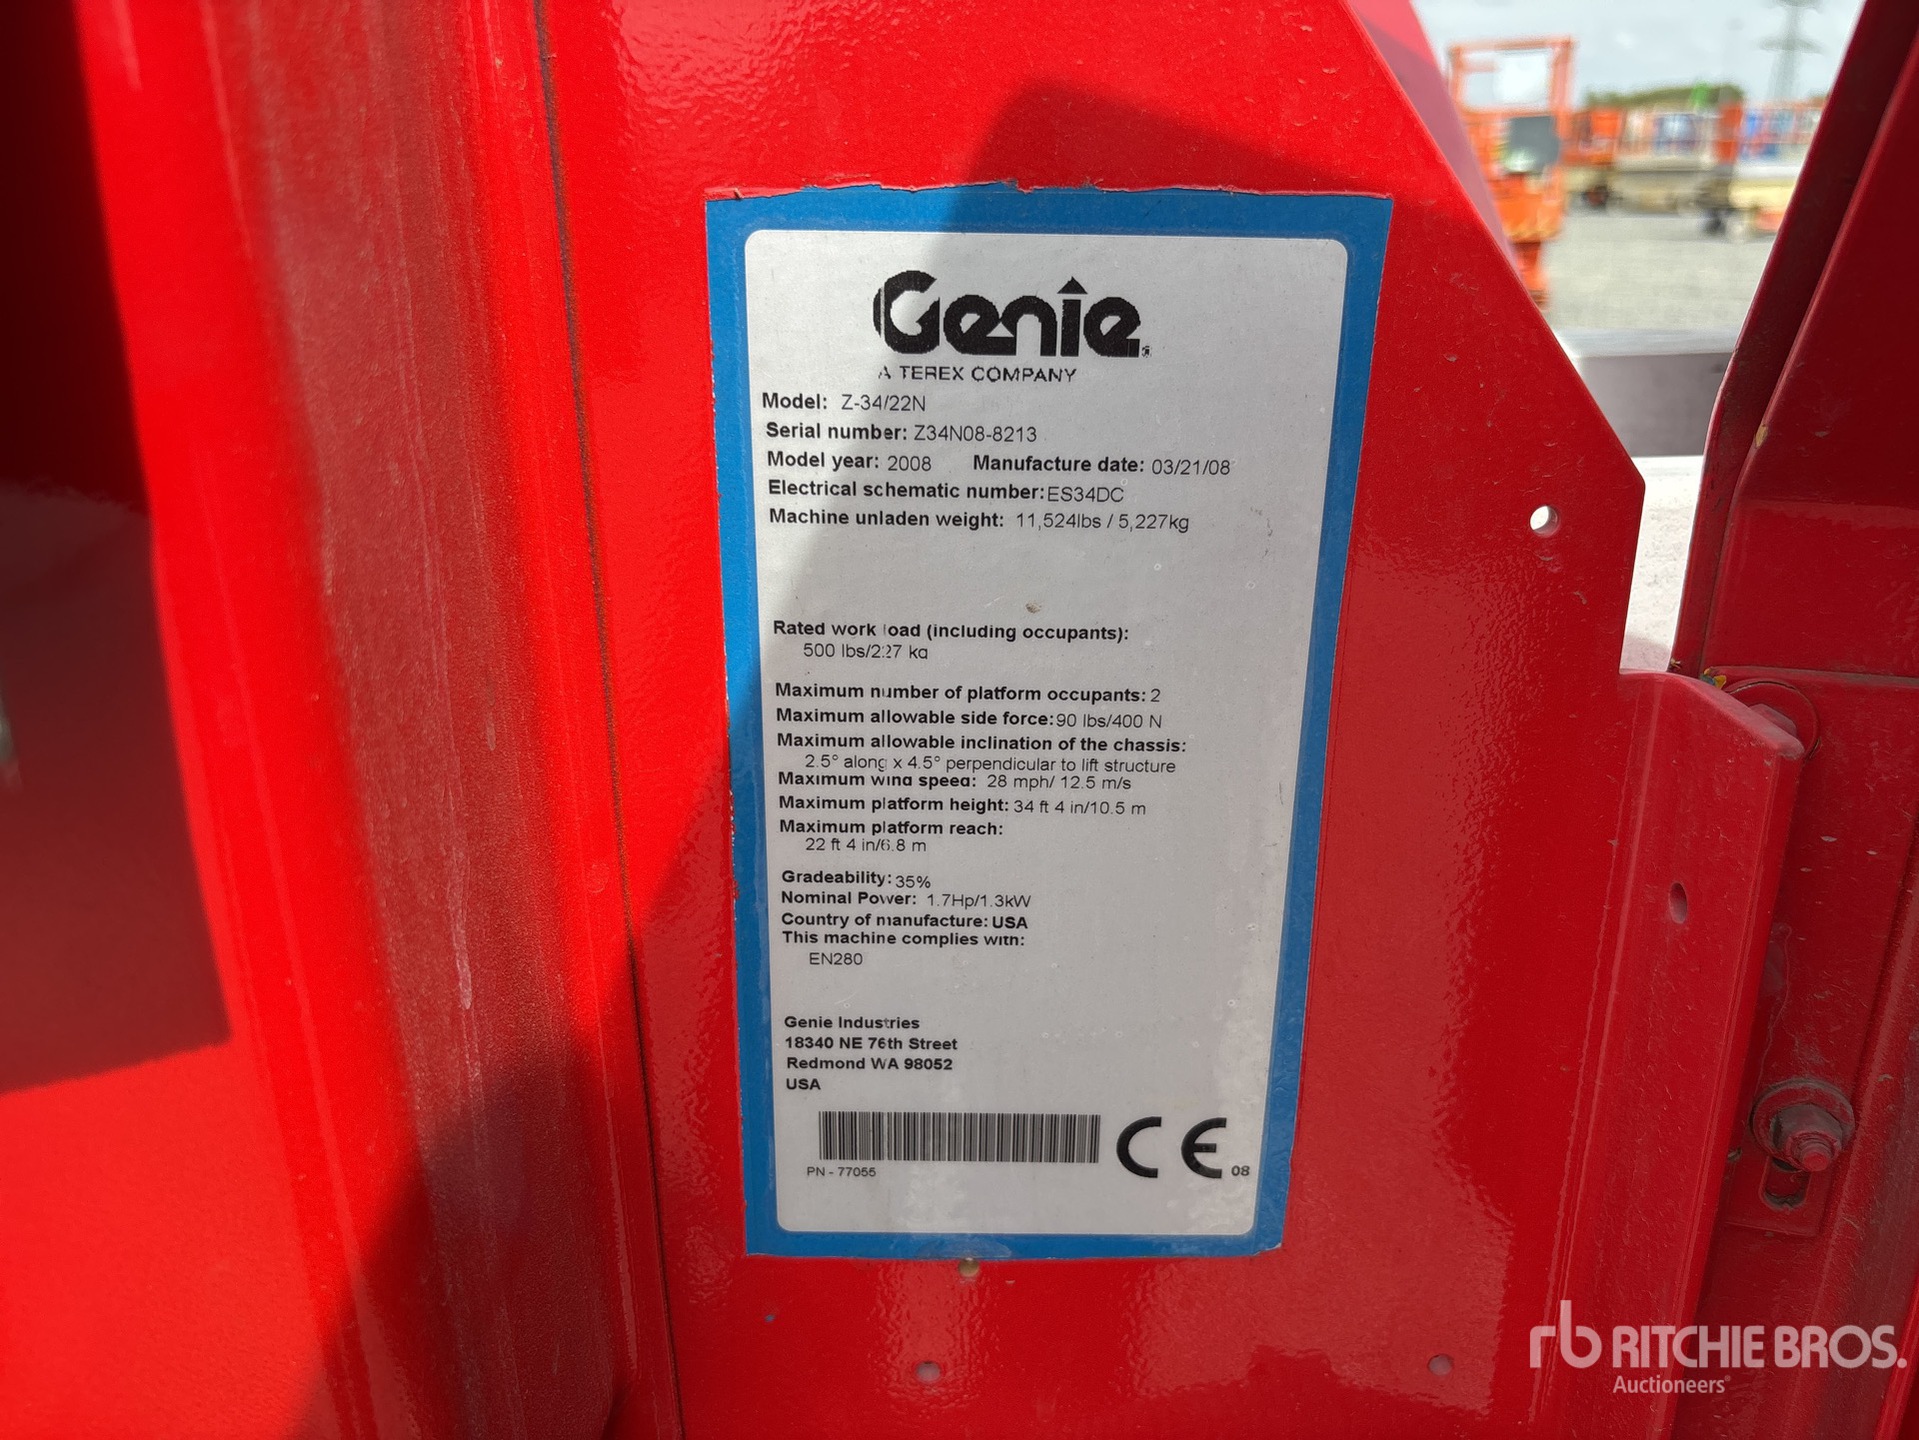 Genie
A TEREX COMPANY
Model: Z-34/22N
Serial number: Z34N08-8213
Model year: 2008 Manufacture date: 03/21/08
Electrical schematic number: ES34DC
Machine unladen weight: 11,524lbs / 5,227kg
Rated work load (including occupants):
500 lbs/227 kg
Maximum number of platform occupants: 2
Maximum allowable side force: 90 lbs/400 N
Maximum allowable inclination of the chassis:
2.5° along x 4.5° perpendicular to lift structure
Maximum wind speed: 28 mph/ 12.5 m/s
Maximum platform height: 34 ft 4 in/10.5 m
Maximum platform reach:
22 ft 4 in/6.8 m
Gradeability: 35%
Nominal Power: 1.7Hp/1.3kW
Country of manufacture: USA
This machine complies with:
EN280
Genie Industries
18340 NE 76th Street
Redmond WA 98052
USA
PN - 77055
CE 08
rb RITCHIE BROS.
Auctioneers